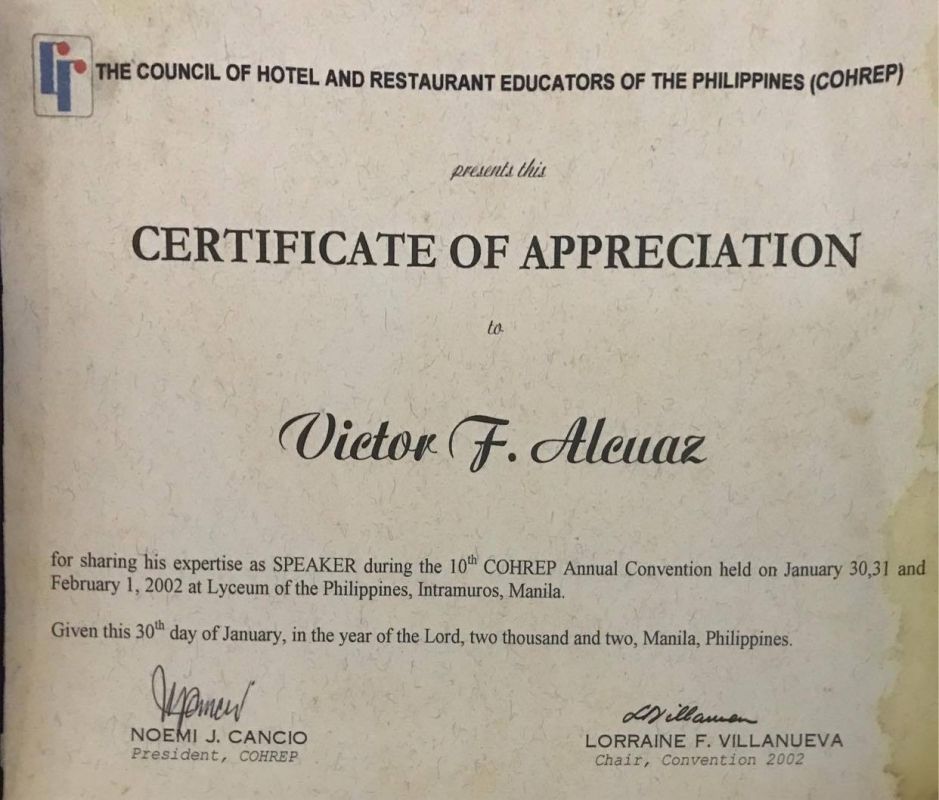 THE COUNCIL OF HOTEL AND RESTAURANT EDUCATORS OF THE PHILIPPINES (COHREP)
presents this
CERTIFICATE OF APPRECIATION
to
Victor F. Alcuaz
for sharing his expertise as SPEAKER during the 10th COHREP Annual Convention held on January 30,31 and
February 1, 2002 at Lyceum of the Philippines, Intramuros, Manila.
Given this 30th day of January, in the year of the Lord, two thousand and two, Manila, Philippines.
NOEMI J. CANCIO
President, COHREP
LORRAINE F. VILLANUEVA
Chair, Convention 2002